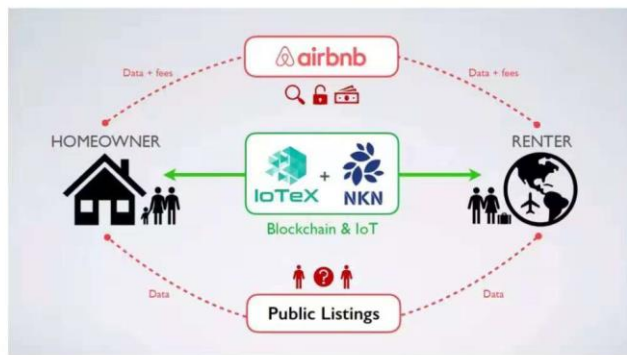 airbnb
Data + fees
Data + fees
HOMEOWNER
RENTER
IoTeX + NKN
Blockchain & IoT
?
Data
Data
Public Listings